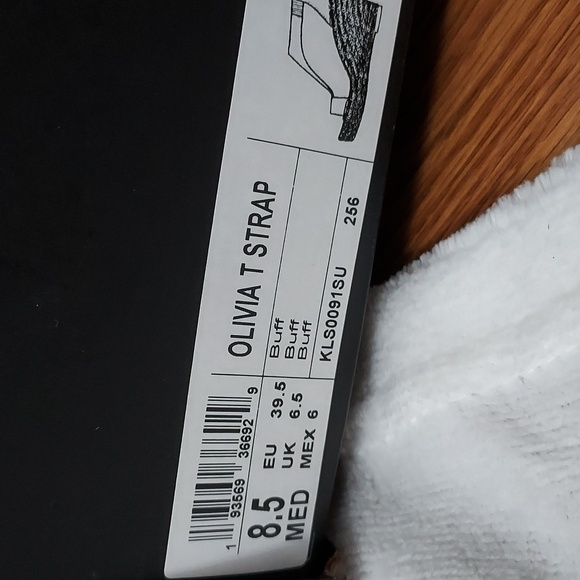 OLIVIA T STRAP
Buff
Buff
Buff
KLS0091SU 256
1 93569 36692 9
8.5
MED
EU 39.5
UK 6.5
MEX 6